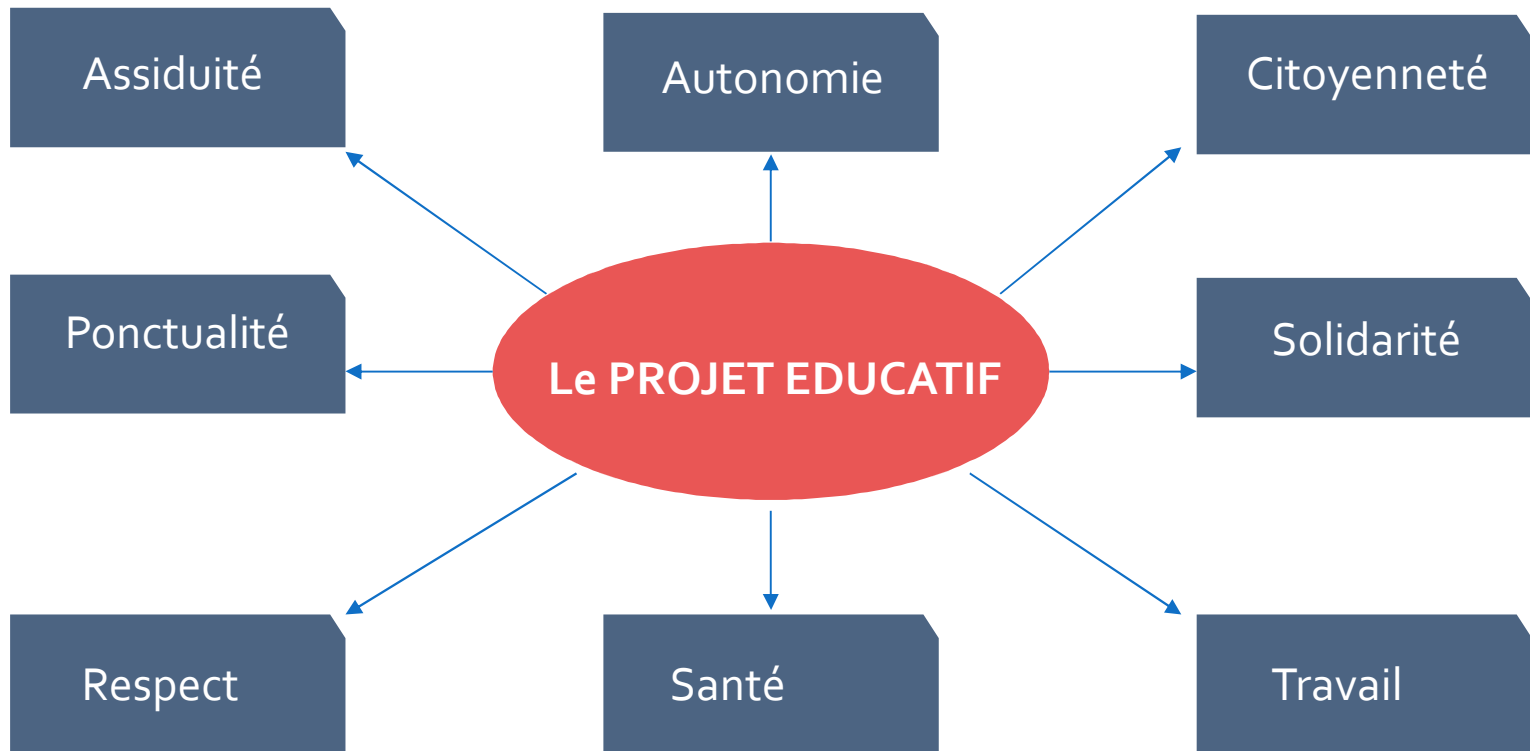 Assiduité
Autonomie
Citoyenneté
Ponctualité
Le PROJET EDUCATIF
Solidarité
Respect
Santé
Travail